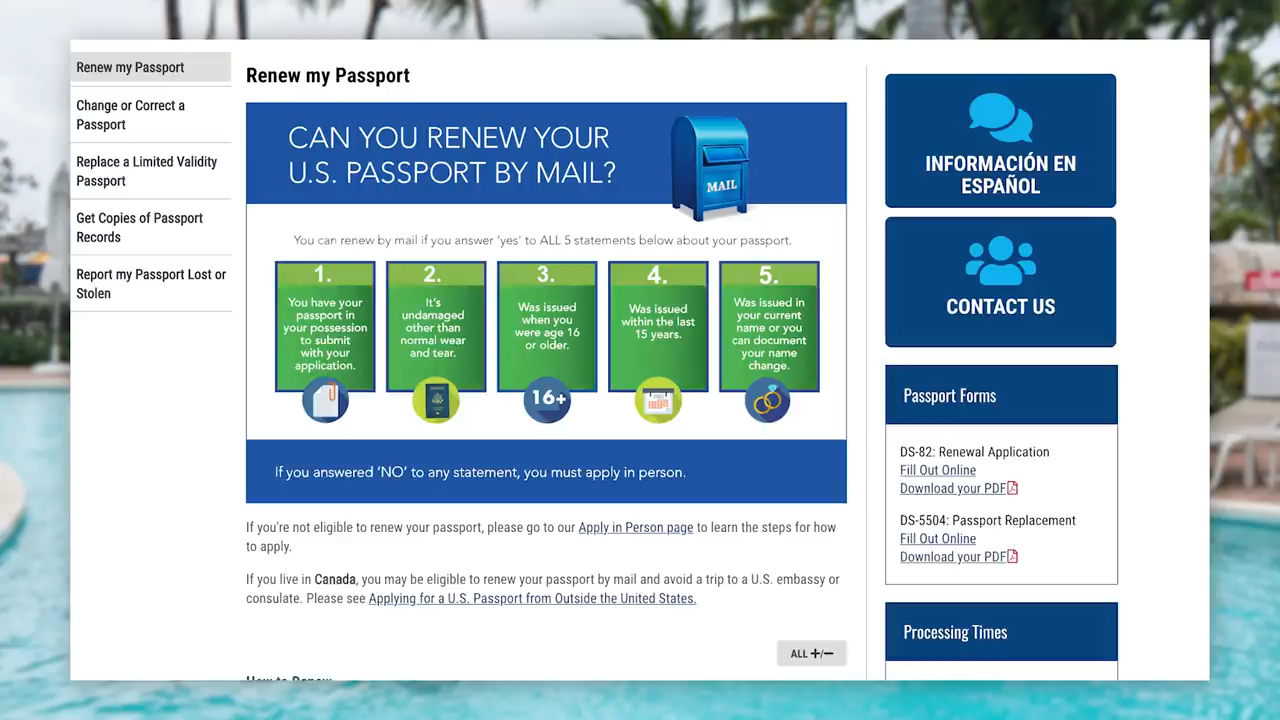 Renew my Passport
Change or Correct a
Passport
Replace a Limited Validity
Passport
Get Copies of Passport
Records
Report my Passport Lost or
Stolen
Renew my Passport
CAN YOU RENEW YOUR
U.S. PASSPORT BY MAIL?
MAIL
You can renew by mail if you answer 'yes' to ALL 5 statements below about your passport.
1.
You have your
passport in
your possession
to submit
with your
application.
2.
It's
undamaged
other than
normal wear
and tear.
3.
Was issued
when you
were age 16
or older.
16+
4.
Was issued
within the last
15 years.
5.
Was issued in
your current
name or you
can document
your name
change.
If you answered 'NO' to any statement, you must apply in person.
If you're not eligible to renew your passport, please go to our Apply in Person page to learn the steps for how
to apply.
If you live in Canada, you may be eligible to renew your passport by mail and avoid a trip to a U.S. embassy or
consulate. Please see Applying for a U.S. Passport from Outside the United States.
ALL +/−
How to Renew
INFORMACIÓN EN
ESPAÑOL
CONTACT US
Passport Forms
DS-82: Renewal Application
Fill Out Online
Download your PDF
DS-5504: Passport Replacement
Fill Out Online
Download your PDF
Processing Times